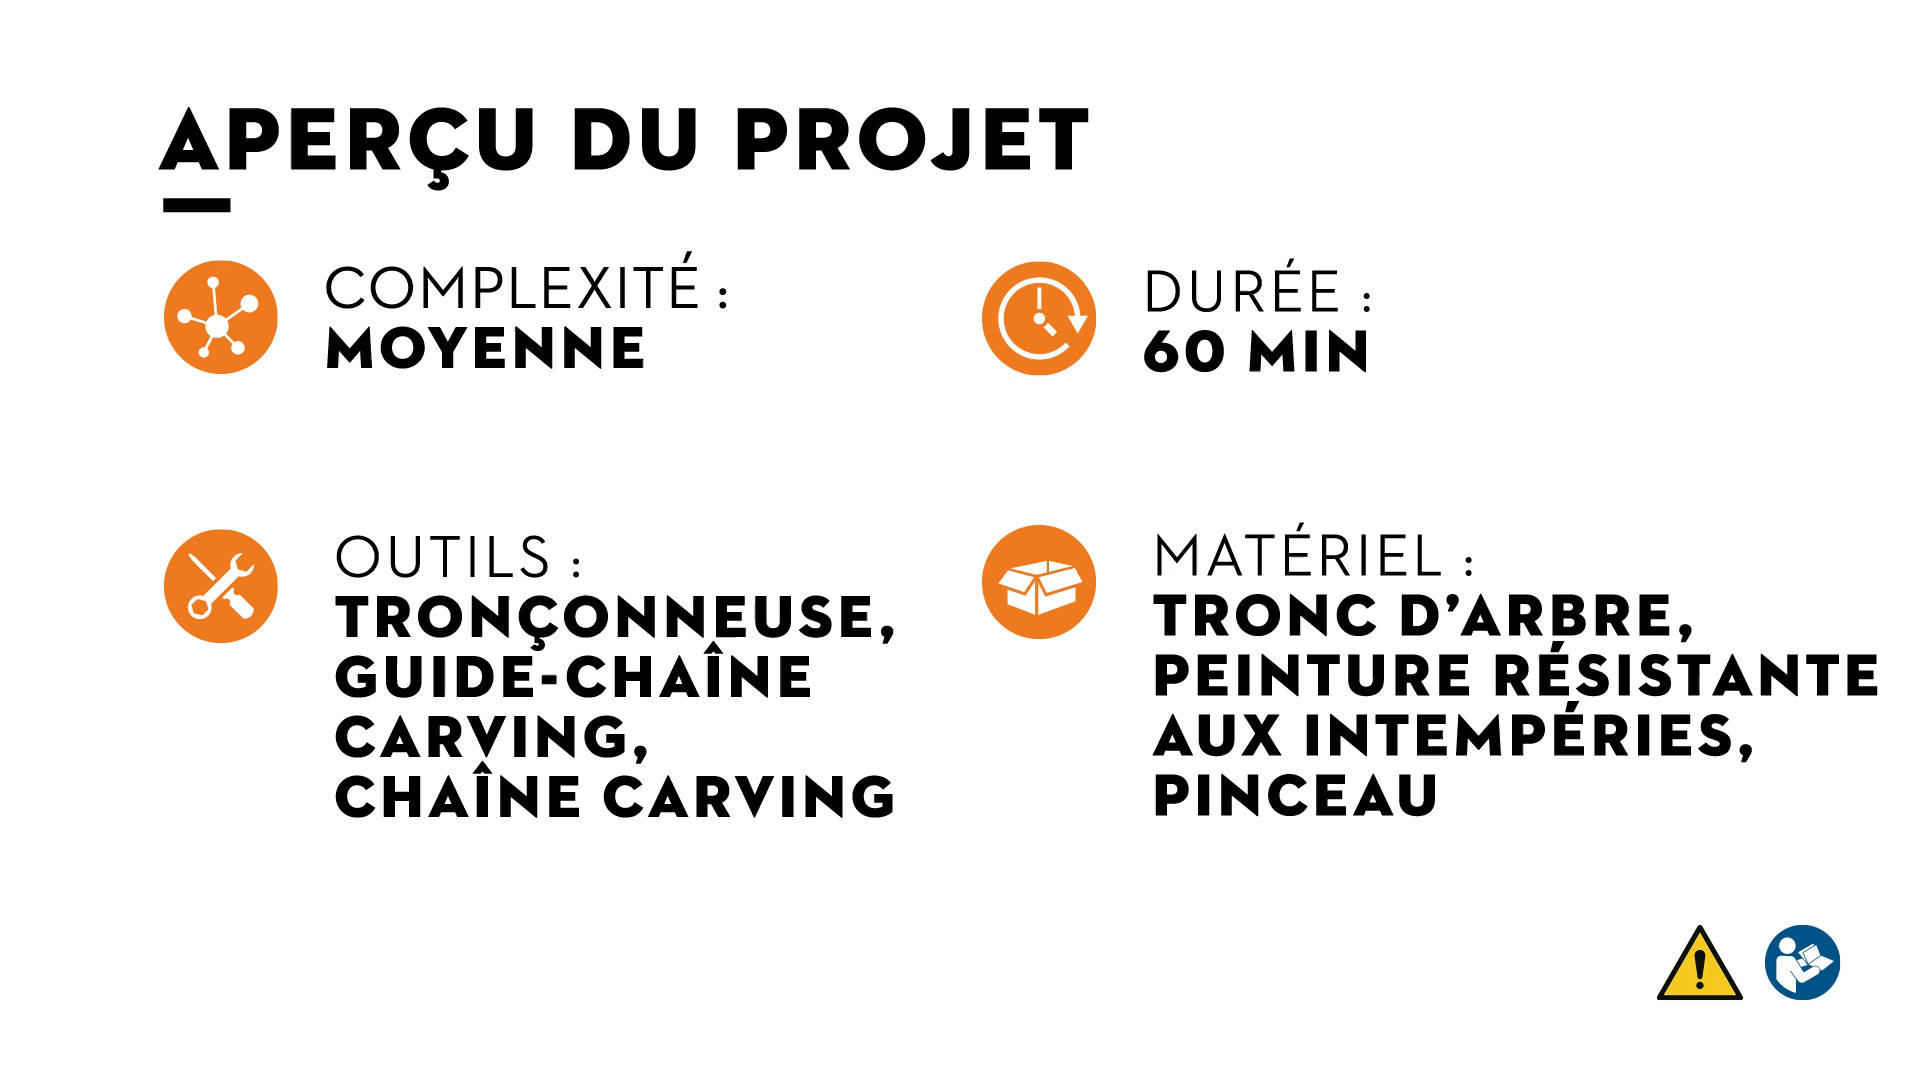 APERÇU DU PROJET
COMPLEXITÉ :
MOYENNE
DURÉE :
60 MIN
OUTILS :
TRONÇONNEUSE,
GUIDE-CHAÎNE
CARVING,
CHAÎNE CARVING
MATÉRIEL :
TRONC D’ARBRE,
PEINTURE RÉSISTANTE
AUX INTEMPÉRIES,
PINCEAU